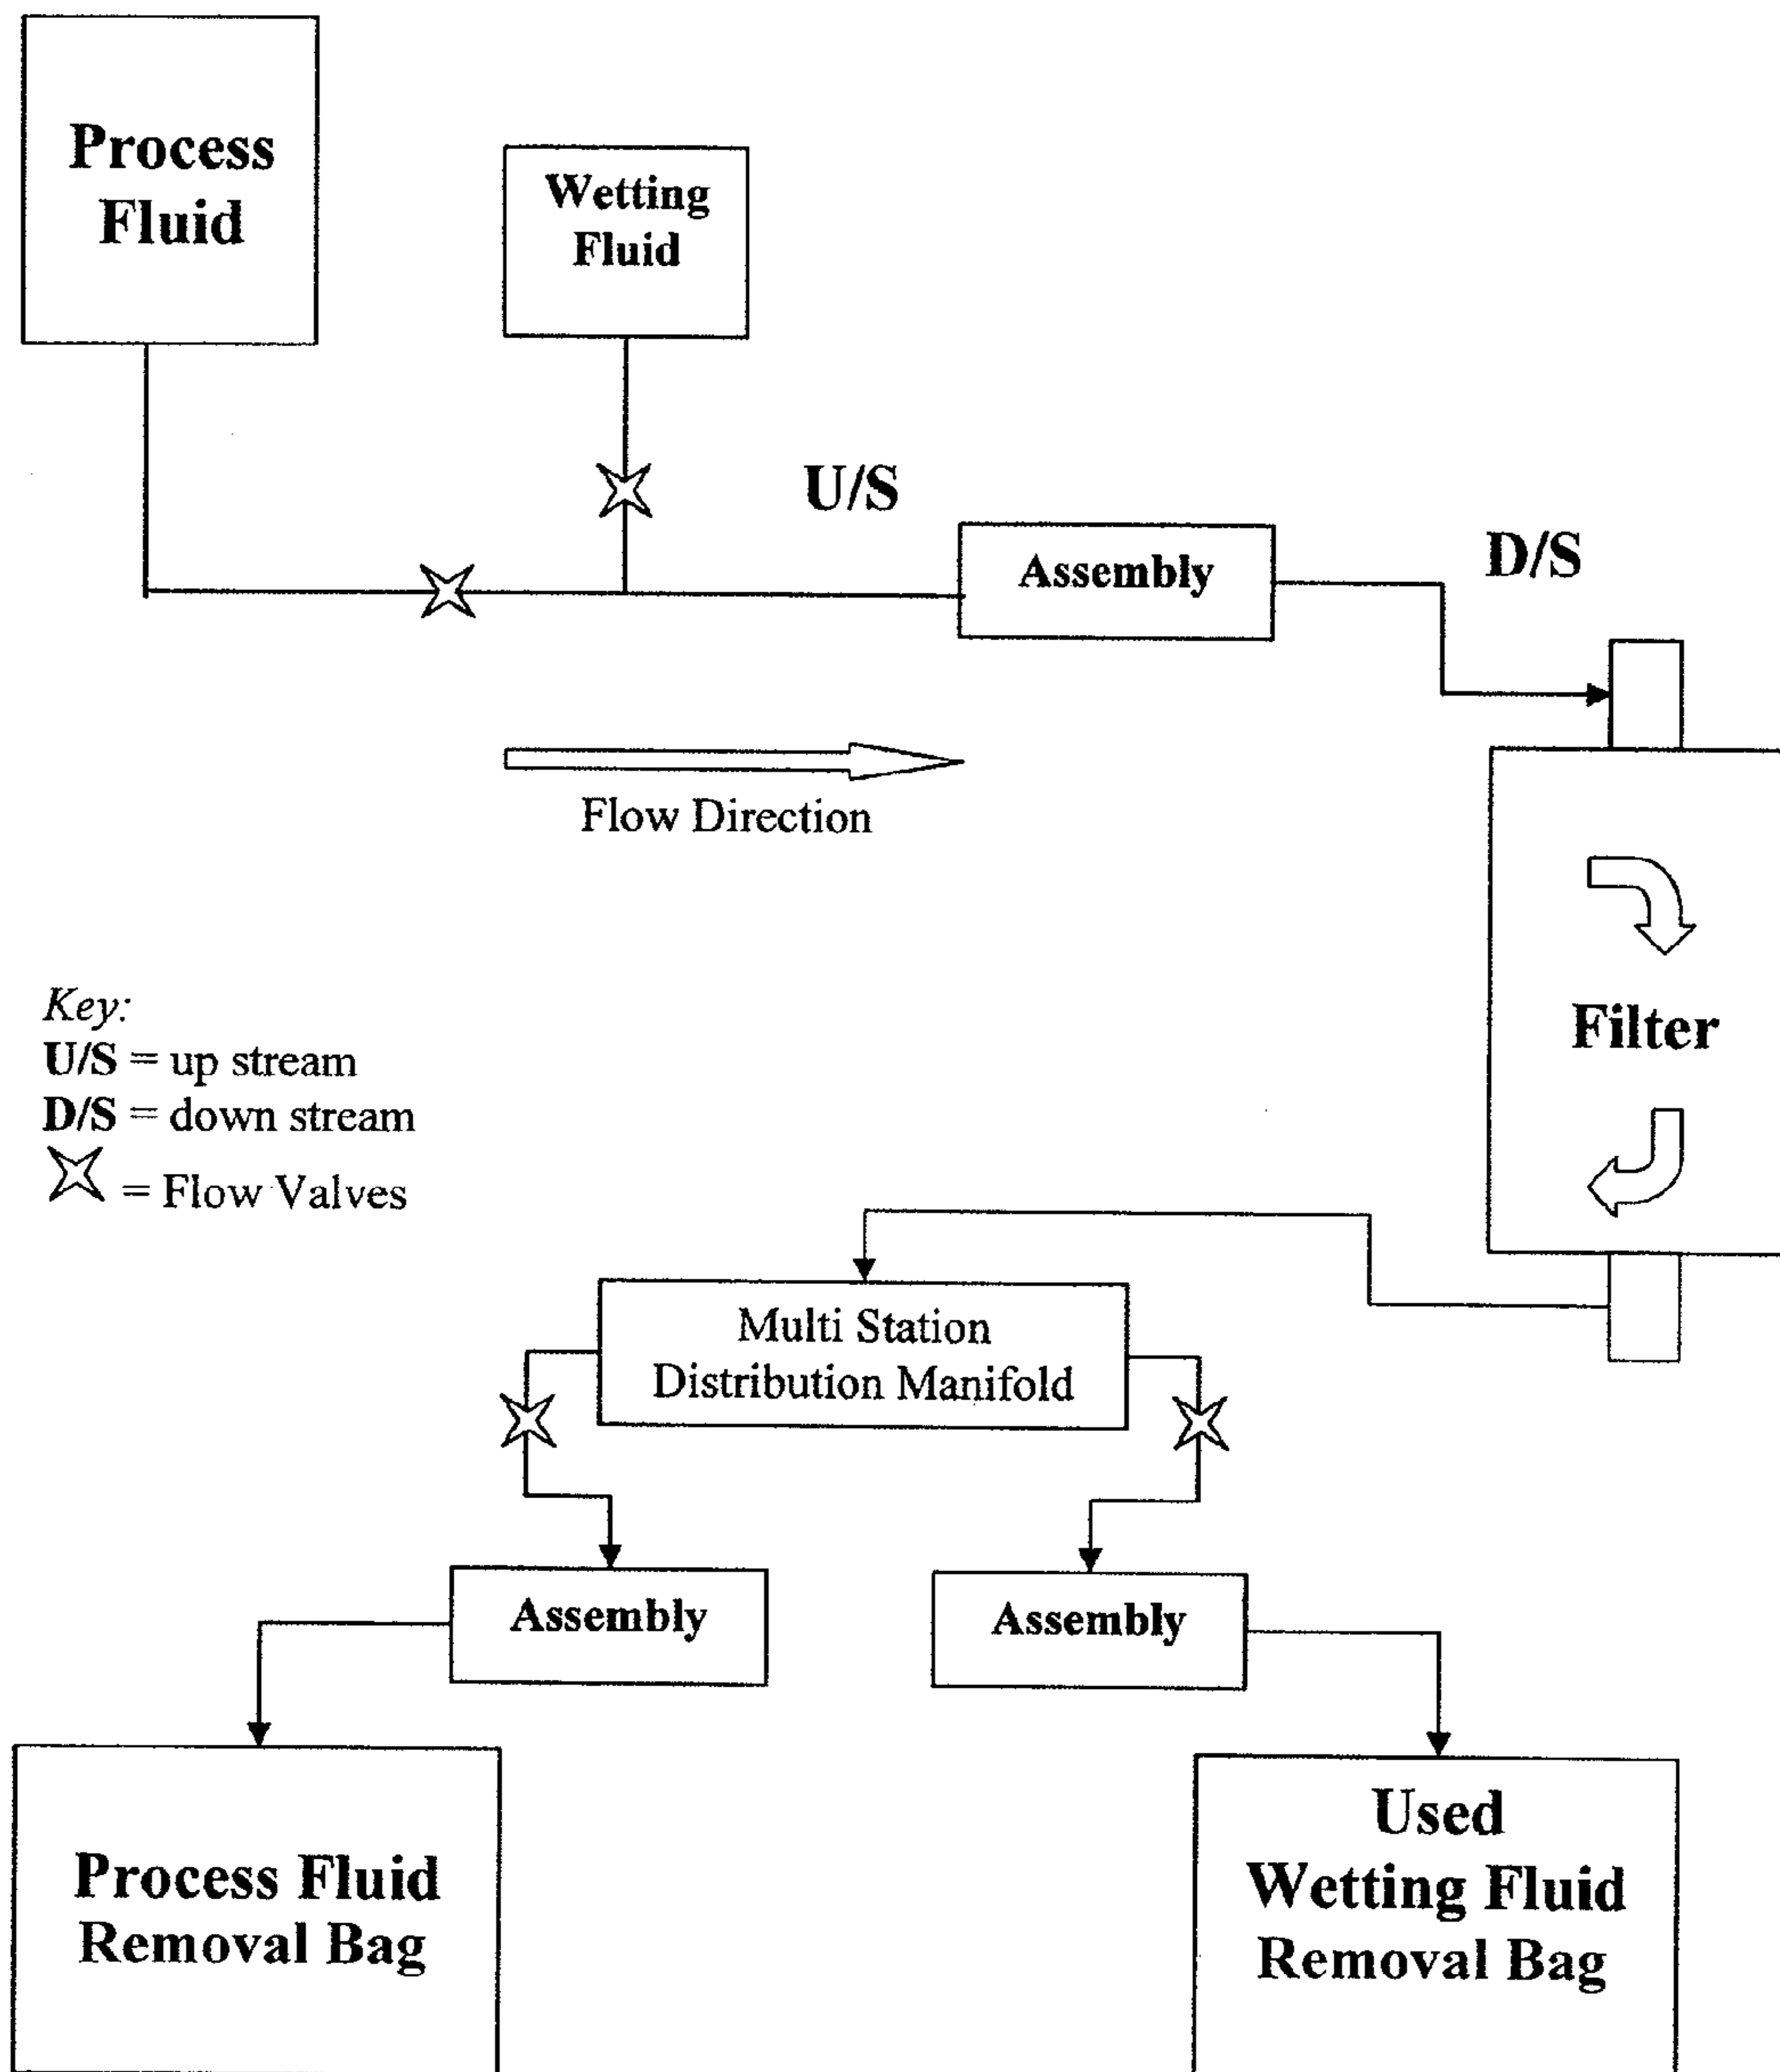 Process
Fluid
Wetting
Fluid
U/S
Assembly
D/S
Flow Direction
Filter
Key:
U/S = up stream
D/S = down stream
= Flow Valves
Multi Station
Distribution Manifold
Assembly
Assembly
Process Fluid
Removal Bag
Used
Wetting Fluid
Removal Bag